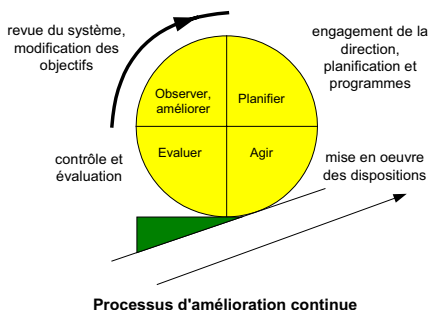 revue du système,
modification des
objectifs
engagement de la
direction,
planification et
programmes
Observer,
améliorer
Planifier
Evaluer
Agir
contrôle et
évaluation
mise en oeuvre
des dispositions
Processus d'amélioration continue